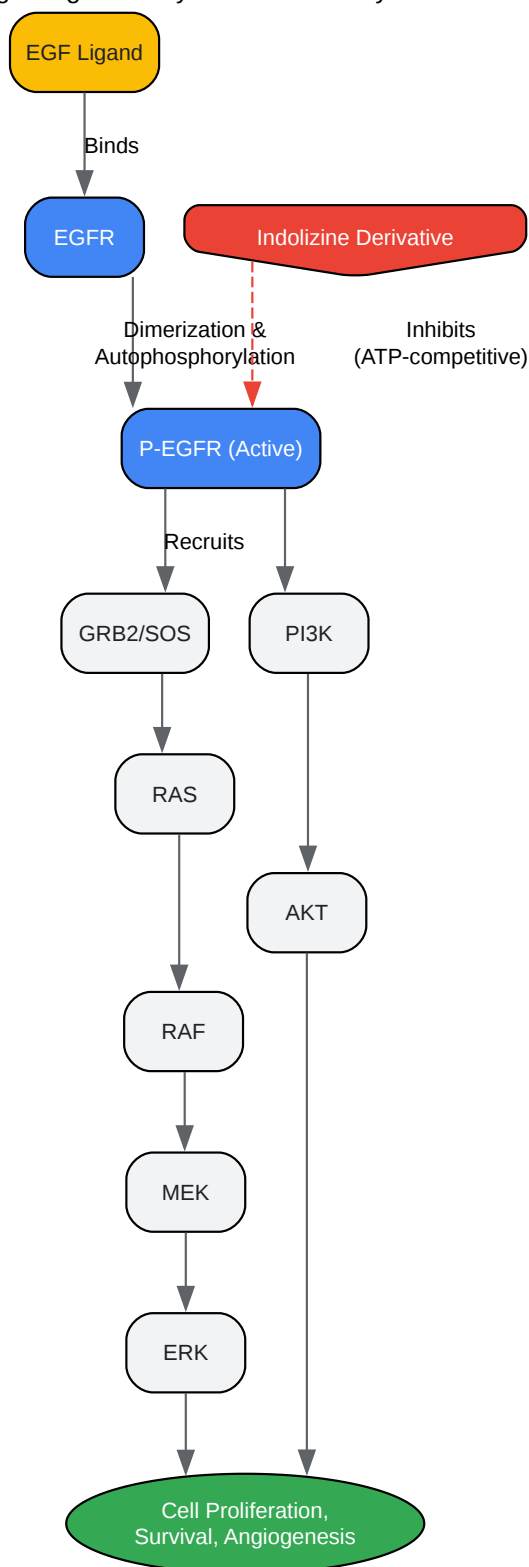 EGF Ligand
Binds
EGFR
Indolizine Derivative
Dimerization &
Autophosphorylation
Inhibits
(ATP-competitive)
P-EGFR (Active)
Recruits
GRB2/SOS
PI3K
RAS
AKT
RAF
MEK
ERK
Cell Proliferation,
Survival, Angiogenesis